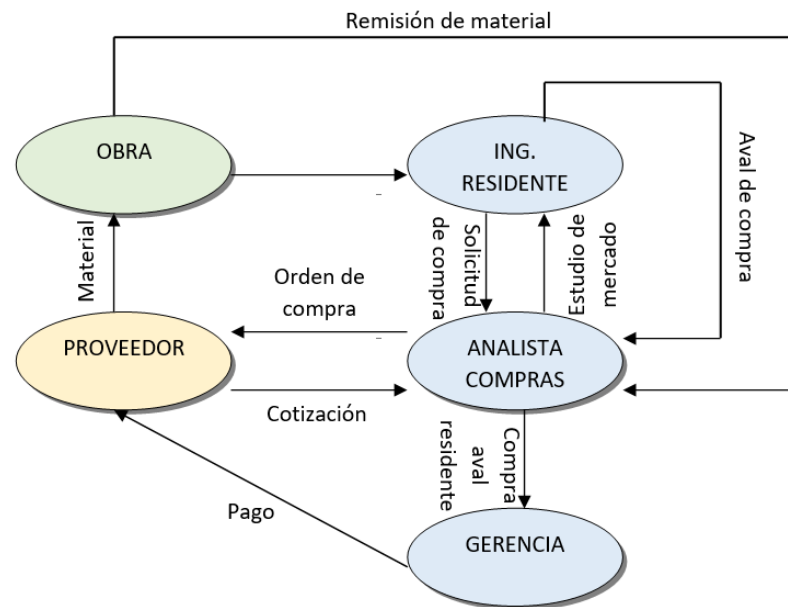 Remisión de material
OBRA
ING.
RESIDENTE
Aval de compra
Material
Solicitud
de compra
Estudio de
mercado
Orden de
compra
PROVEEDOR
ANALISTA
COMPRAS
Cotización
Compra
aval
residente
Pago
GERENCIA